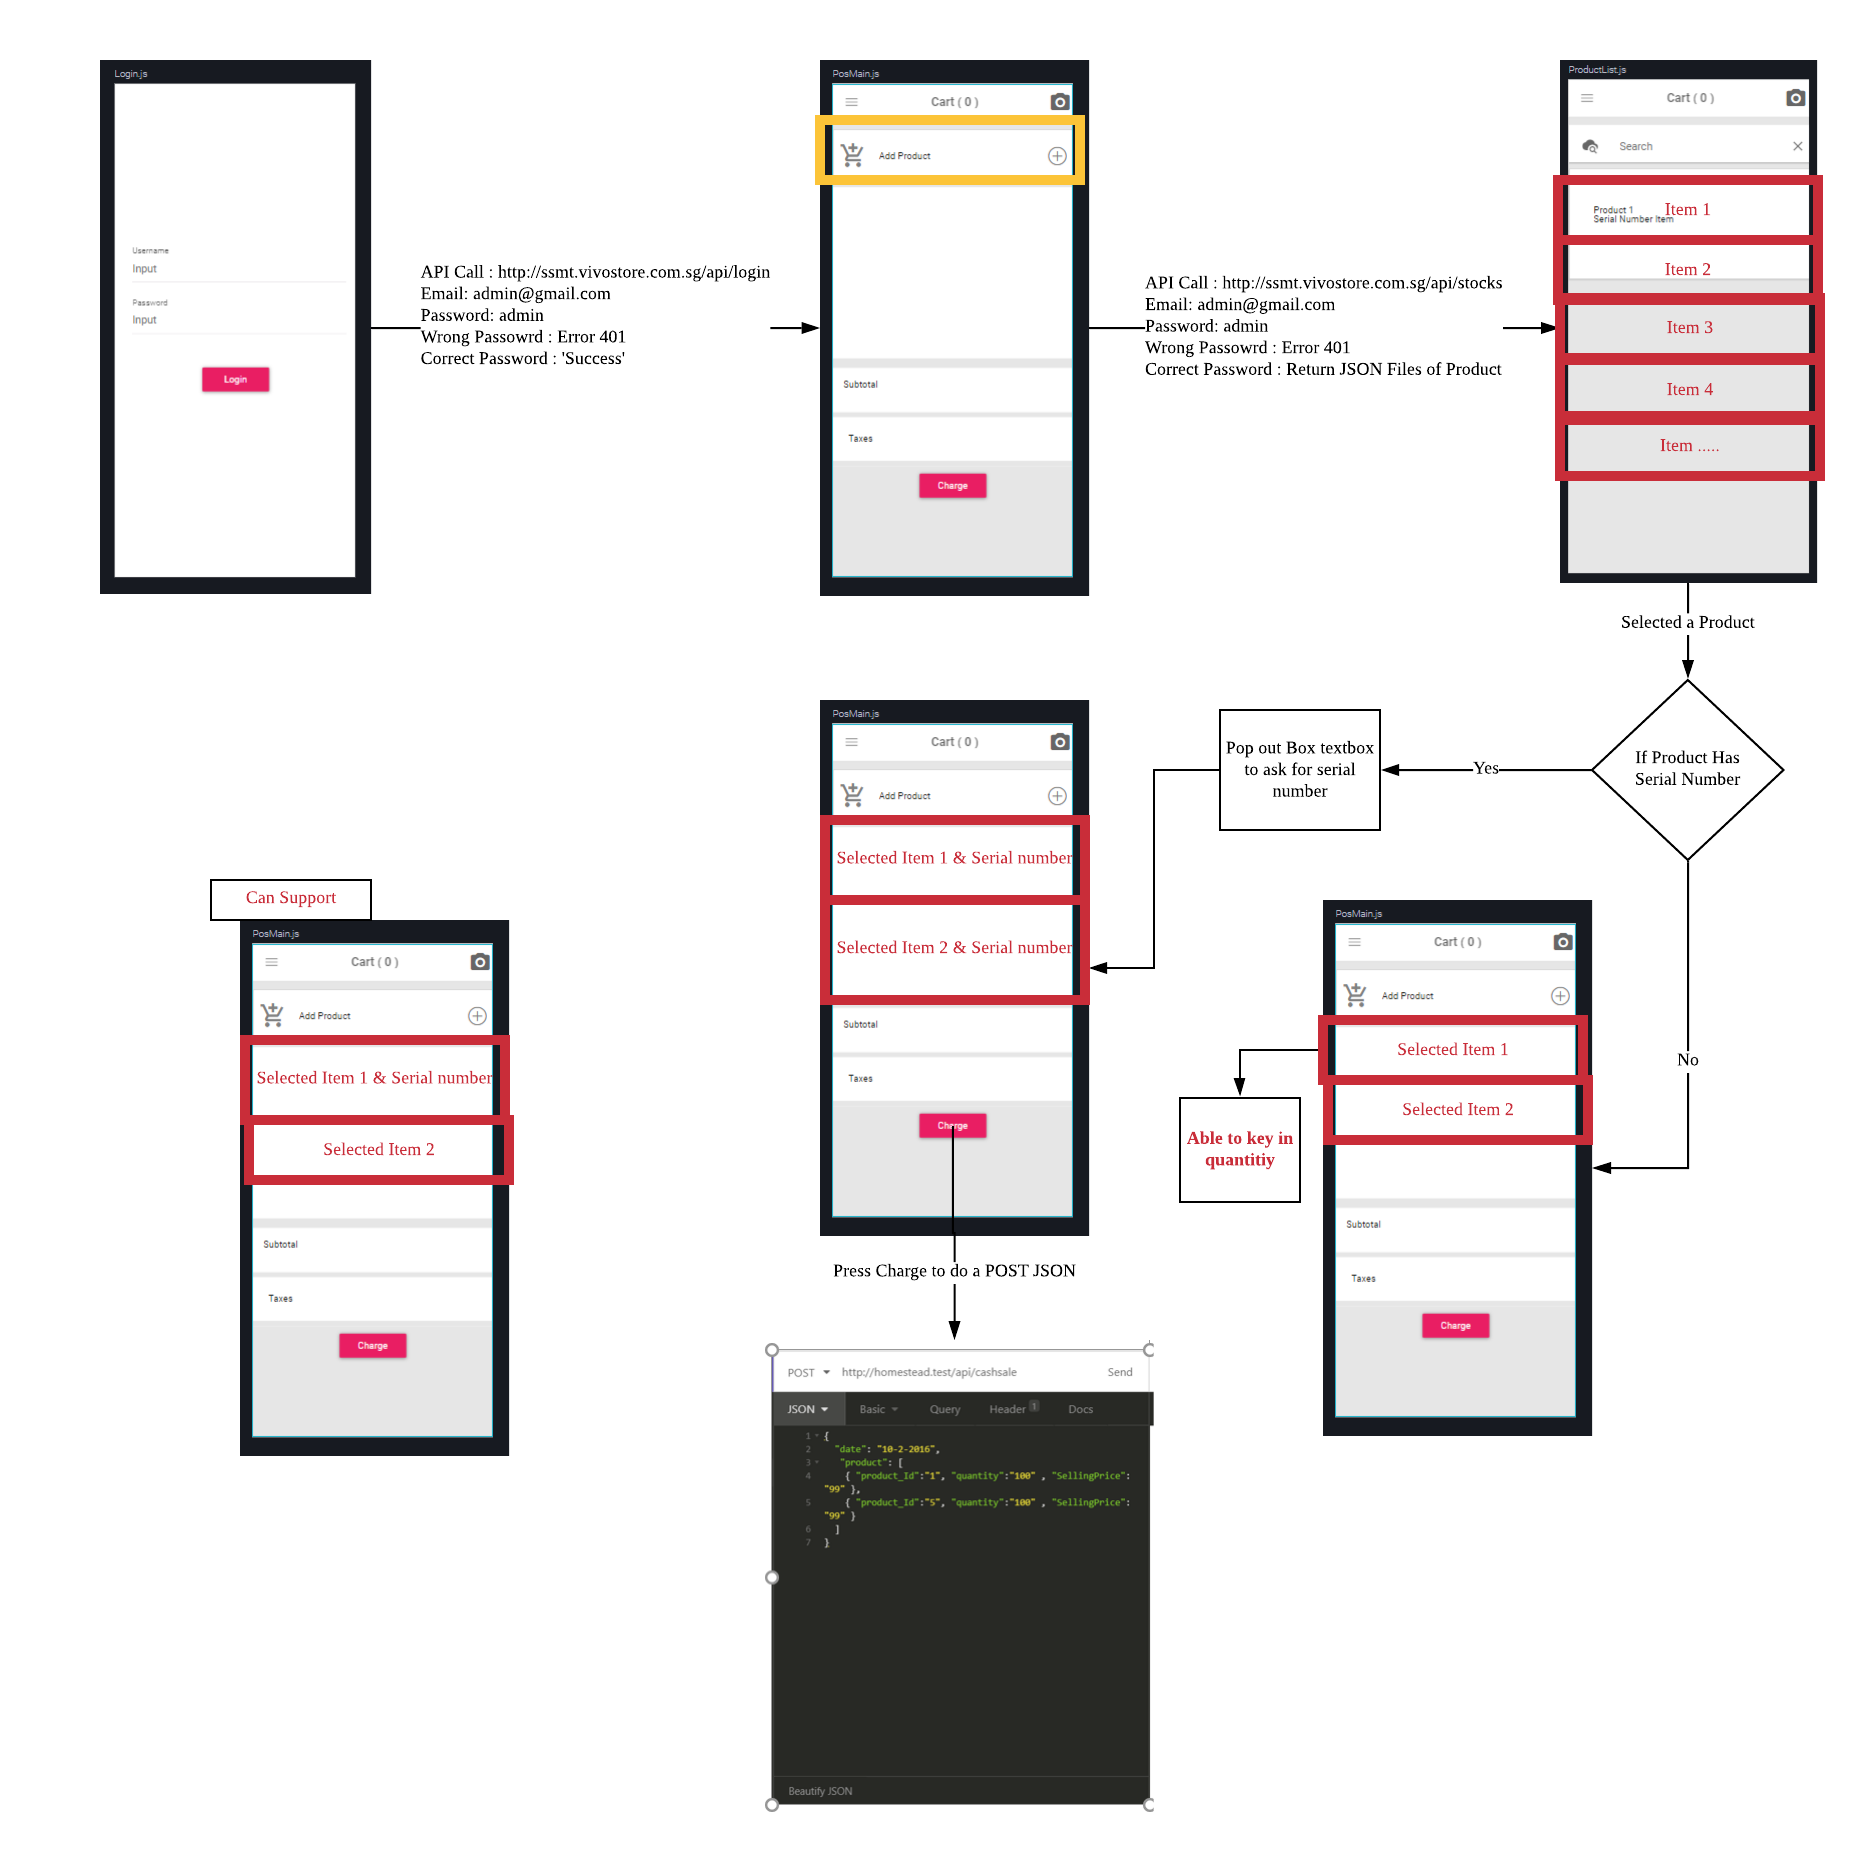 Login.js
Username
Input
Password
Input
Login
API Call : http://ssmt.vivostore.com.sg/api/login
Email: admin@gmail.com
Password: admin
Wrong Passowrd : Error 401
Correct Password : 'Success'
PosMain.js
Cart ( 0 )
Add Product
Subtotal
Taxes
Charge
API Call : http://ssmt.vivostore.com.sg/api/stocks
Email: admin@gmail.com
Password: admin
Wrong Passowrd : Error 401
Correct Password : Return JSON Files of Product
ProductList.js
Cart ( 0 )
Search
Product 1
Serial Number Item
Item 1
Item 2
Item 3
Item 4
Item .....
Selected a Product
If Product Has
Serial Number
Yes
Pop out Box textbox
to ask for serial
number
No
PosMain.js
Cart ( 0 )
Add Product
Selected Item 1 & Serial number
Selected Item 2 & Serial number
Subtotal
Taxes
Charge
Press Charge to do a POST JSON
PosMain.js
Cart ( 0 )
Add Product
Selected Item 1
Selected Item 2
Subtotal
Taxes
Charge
Able to key in
quantitiy
Can Support
PosMain.js
Cart ( 0 )
Add Product
Selected Item 1 & Serial number
Selected Item 2
Subtotal
Taxes
Charge
POST http://homestead.test/api/cashsale Send
JSON Basic Query Header 1 Docs
1 {
2 "date": "10-2-2016",
3 "product": [
4 { "product_Id":"1", "quantity":"100" , "SellingPrice":
"99" },
5 { "product_Id":"5", "quantity":"100" , "SellingPrice":
"99" }
6 ]
7 }
Beautify JSON